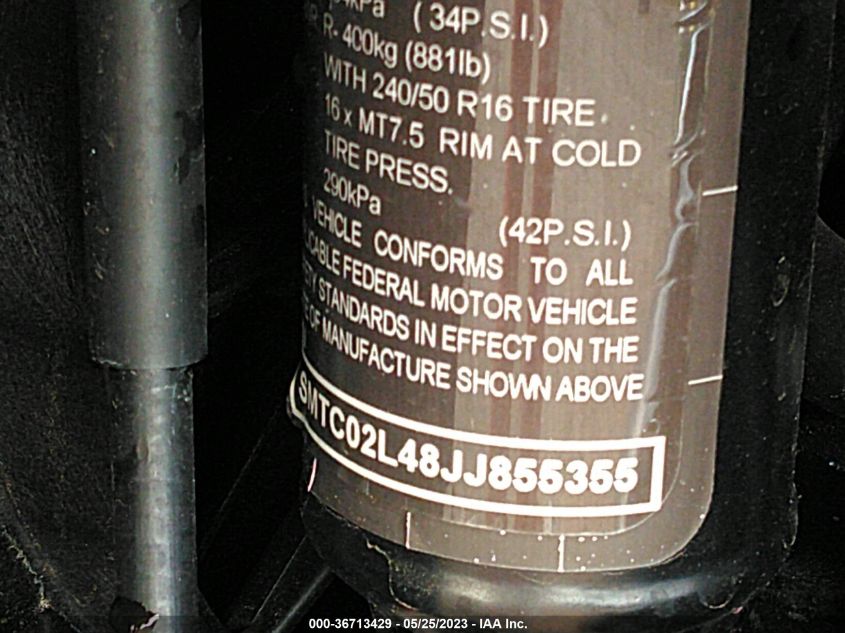 ( 34P.S.I.)
R- 400kg (881lb)
WITH 240/50 R16 TIRE
16 x MT7.5 RIM AT COLD
TIRE PRESS.
290kPa (42P.S.I.)
VEHICLE CONFORMS TO ALL
FEDERAL MOTOR VEHICLE
STANDARDS IN EFFECT ON THE
OF MANUFACTURE SHOWN ABOVE
SMTC02L48JJ855355
000-36713429 - 05/25/2023 - IAA Inc.